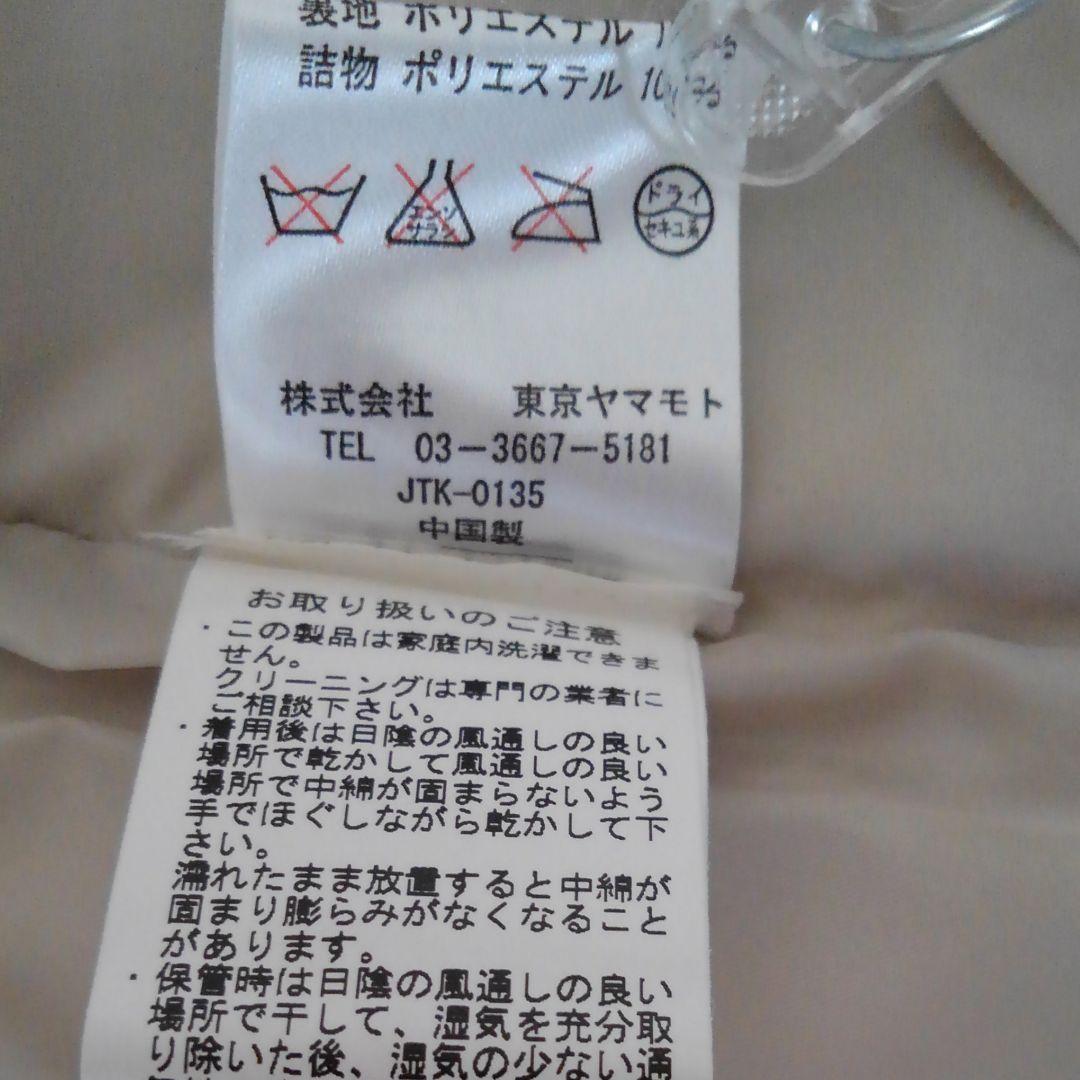 裏地 ポリエステル
詰物 ポリエステル
エンソ
サラシ
ドライ
セキユ系
株式会社 東京ヤマモト
TEL 03-3667-5181
JTK-0135
中国製
お取り扱いのご注意
・この製品は家庭内洗濯できま
せん。
クリーニングは専門の業者に
ご相談下さい。
・着用後は日陰の風通しの良い
場所で乾かして風通しの良い
場所で中綿が固まらないよう
手でほぐしながら乾かして下
さい。
濡れたまま放置すると中綿が
固まり膨らみがなくなること
があります。
・保管時は日陰の風通しの良い
場所で干して、湿気を充分取
り除いた後、湿気の少ない通